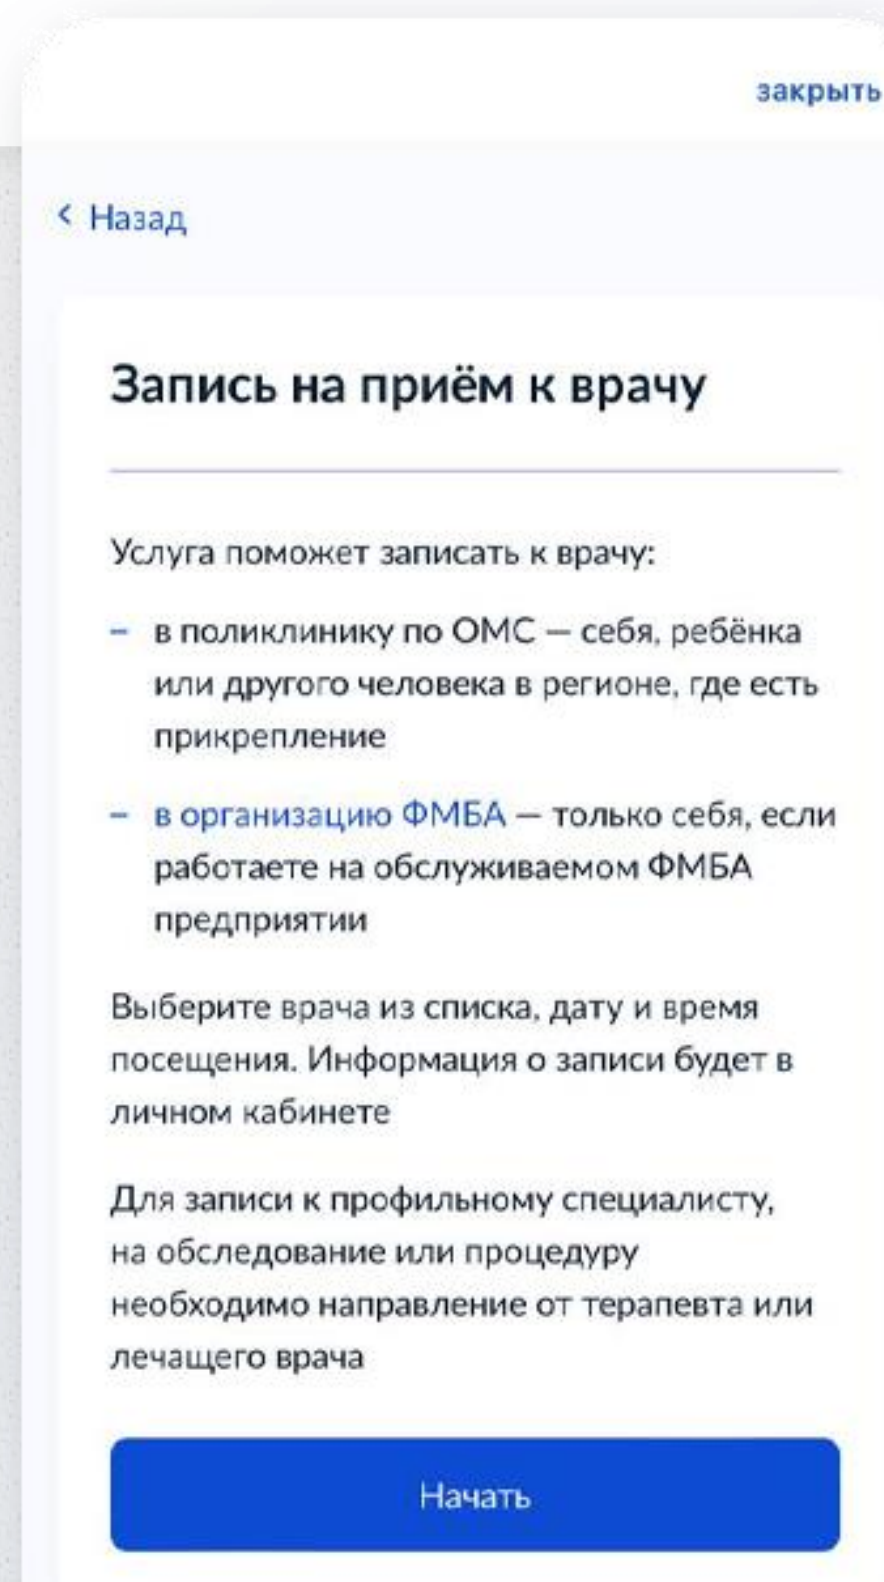 закрыть
Назад
Запись на приём к врачу
Услуга поможет записать к врачу:
– в поликлинику по ОМС — себя, ребёнка
или другого человека в регионе, где есть
прикрепление
– в организацию ФМБА — только себя, если
работаете на обслуживаемом ФМБА
предприятии
Выберите врача из списка, дату и время
посещения. Информация о записи будет в
личном кабинете
Для записи к профильному специалисту,
на обследование или процедуру
необходимо направление от терапевта или
лечащего врача
Начать